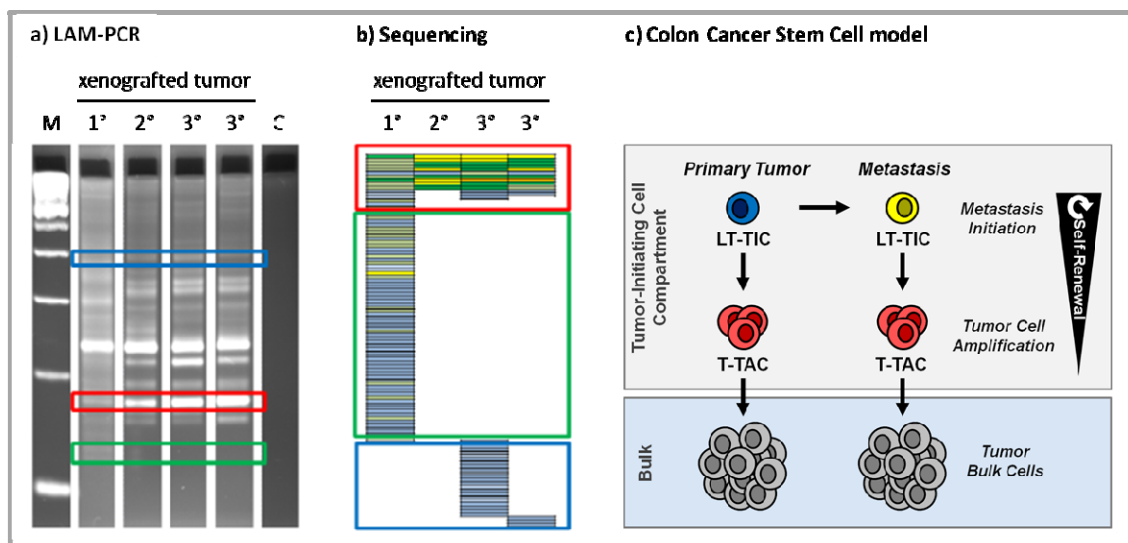 a) LAM-PCR
xenografted tumor
M 1° 2° 3° 3° C
b) Sequencing
xenografted tumor
1° 2° 3° 3°
c) Colon Cancer Stem Cell model
Tumor-Initiating Cell
Compartment
Primary Tumor
Metastasis
LT-TIC
LT-TIC
Metastasis
Initiation
Self-Renewal
T-TAC
T-TAC
Tumor Cell
Amplification
Bulk
Tumor
Bulk Cells